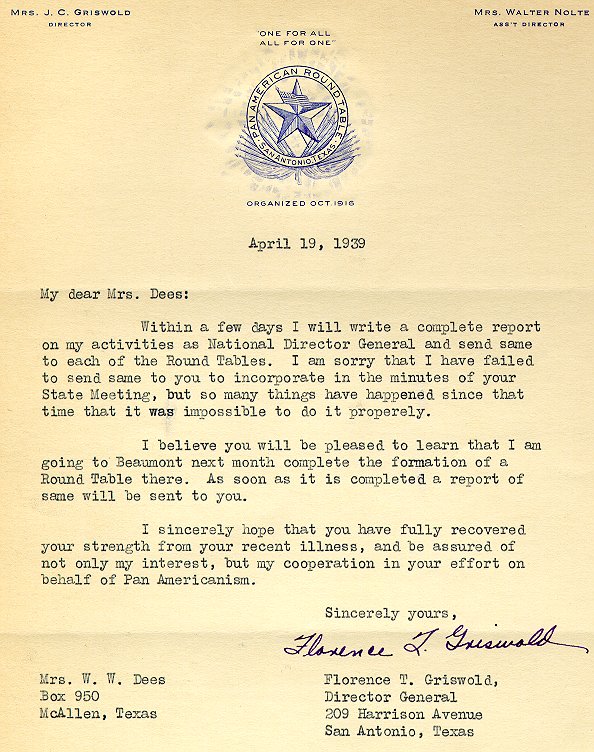 Mrs. J. C. Griswold
Director
Mrs. Walter Nolte
Ass't Director
"One for all
All for one"
PAN AMERICAN ROUND TABLE
SAN ANTONIO, TEXAS
Organized Oct. 1916
April 19, 1939
My dear Mrs. Dees:
Within a few days I will write a complete report
on my activities as National Director General and send same
to each of the Round Tables.  I am sorry that I have failed
to send same to you to incorporate in the minutes of your
State Meeting, but so many things have happened since that
time that it was impossible to do it properely.
I believe you will be pleased to learn that I am
going to Beaumont next month complete the formation of a
Round Table there.  As soon as it is completed a report of
same will be sent to you.
I sincerely hope that you have fully recovered
your strength from your recent illness, and be assured of
not only my interest, but my cooperation in your effort on
behalf of Pan Americanism.
Sincerely yours,
Florence T. Griswold
Mrs. W. W. Dees
Box 950
McAllen, Texas
Florence T. Griswold,
Director General
209 Harrison Avenue
San Antonio, Texas